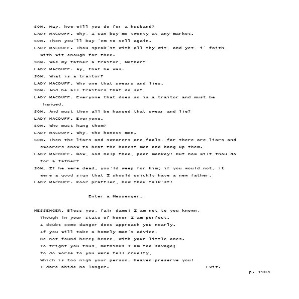 SON. Nay, how will you do for a husband?
LADY MACDUFF. Why, I can buy me twenty at any market.
SON. Then you'll buy 'em to sell again.
LADY MACDUFF. Thou speak'st with all thy wit, and yet, i' faith,
With wit enough for thee.
SON. Was my father a traitor, Mother?
LADY MACDUFF. Ay, that he was.
SON. What is a traitor?
LADY MACDUFF. Why one that swears and lies.
SON. And be all traitors that do so?
LADY MACDUFF. Everyone that does so is a traitor and must be
hanged.
SON. And must they all be hanged that swear and lie?
LADY MACDUFF. Everyone.
SON. Who must hang them?
LADY MACDUFF. Why, the honest men.
SON. Then the liars and swearers are fools, for there are liars and
swearers enow to beat the honest men and hang up them.
LADY MACDUFF. Now, God help thee, poor monkey! But how wilt thou do
for a father?
SON. If he were dead, you'ld weep for him; if you would not, it
were a good sign that I should quickly have a new father.
LADY MACDUFF. Poor prattler, how thou talk'st!
Enter a Messenger.
MESSENGER. Bless you, fair dame! I am not to you known,
Though in your state of honor I am perfect.
I doubt some danger does approach you nearly.
If you will take a homely man's advice,
Be not found here; hence, with your little ones.
To fright you thus, methinks I am too savage;
To do worse to you were fell cruelty,
Which is too nigh your person. Heaven preserve you!
I dare abide no longer. Exit.